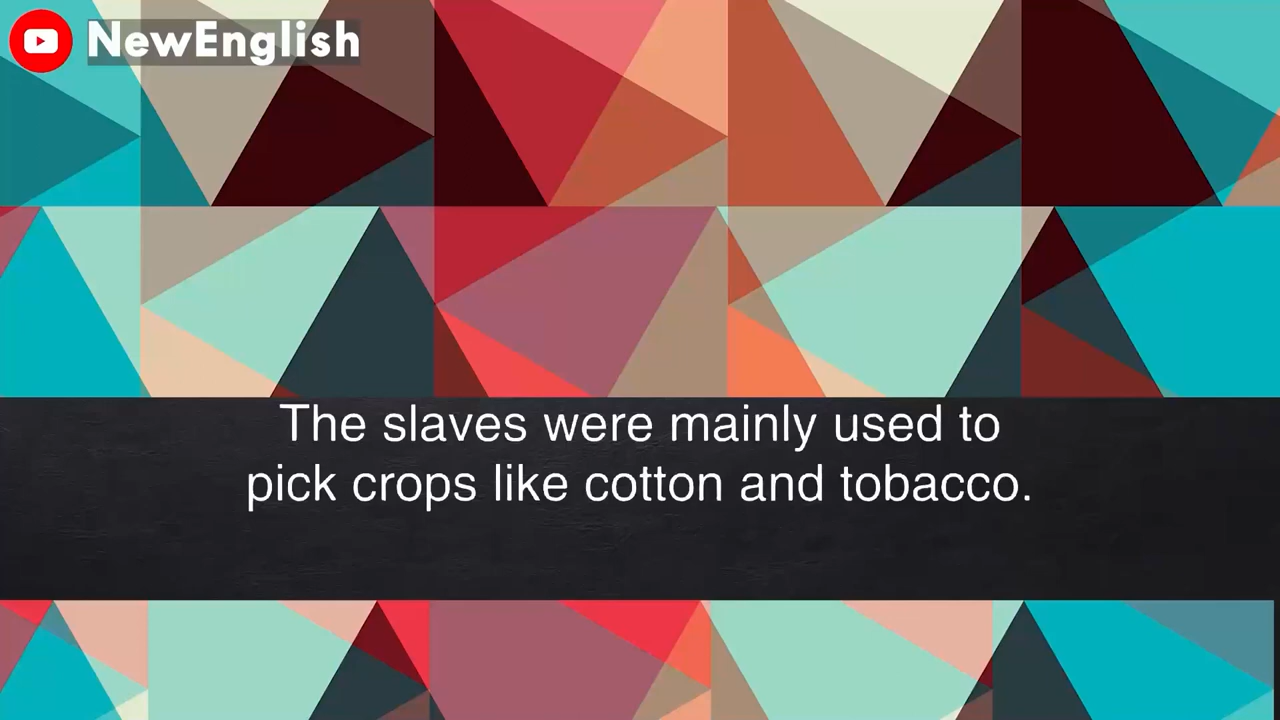 NewEnglish
The slaves were mainly used to
pick crops like cotton and tobacco.